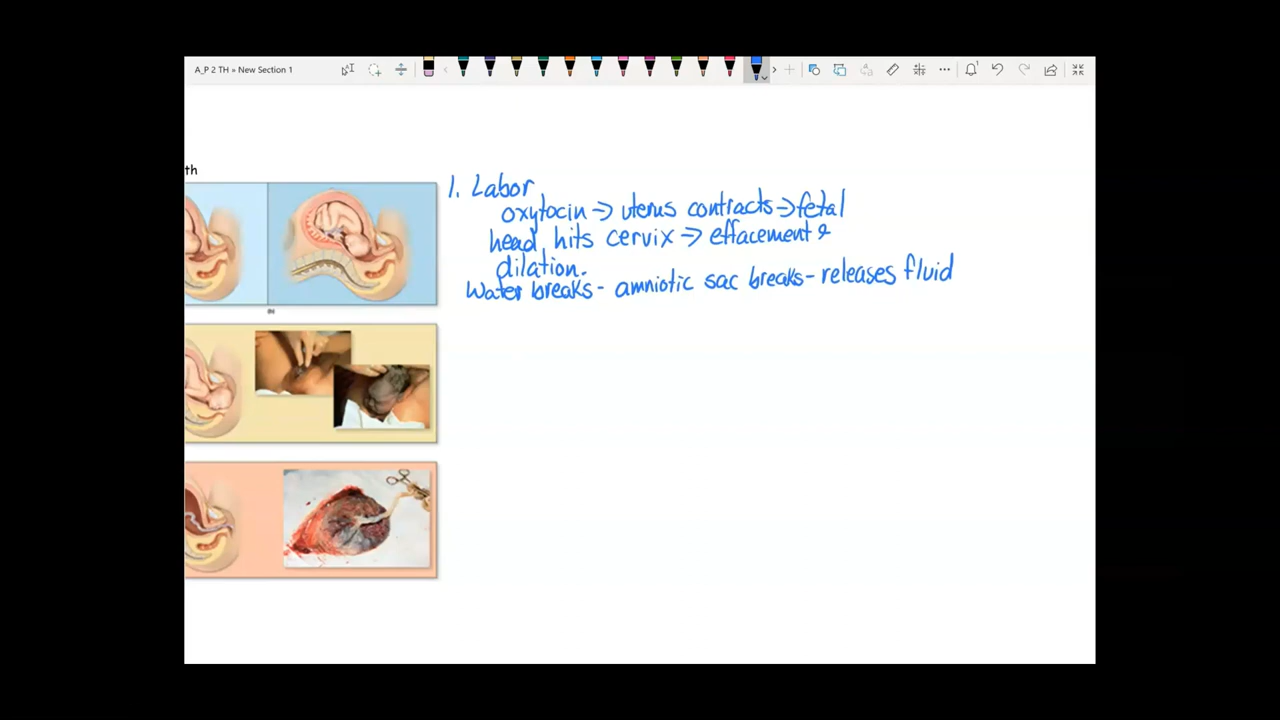 A_P 2 TH » New Section 1
th
1. Labor
oxytocin → uterus contracts → fetal
head hits cervix → effacement &
dilation.
Water breaks - amniotic sac breaks - releases fluid